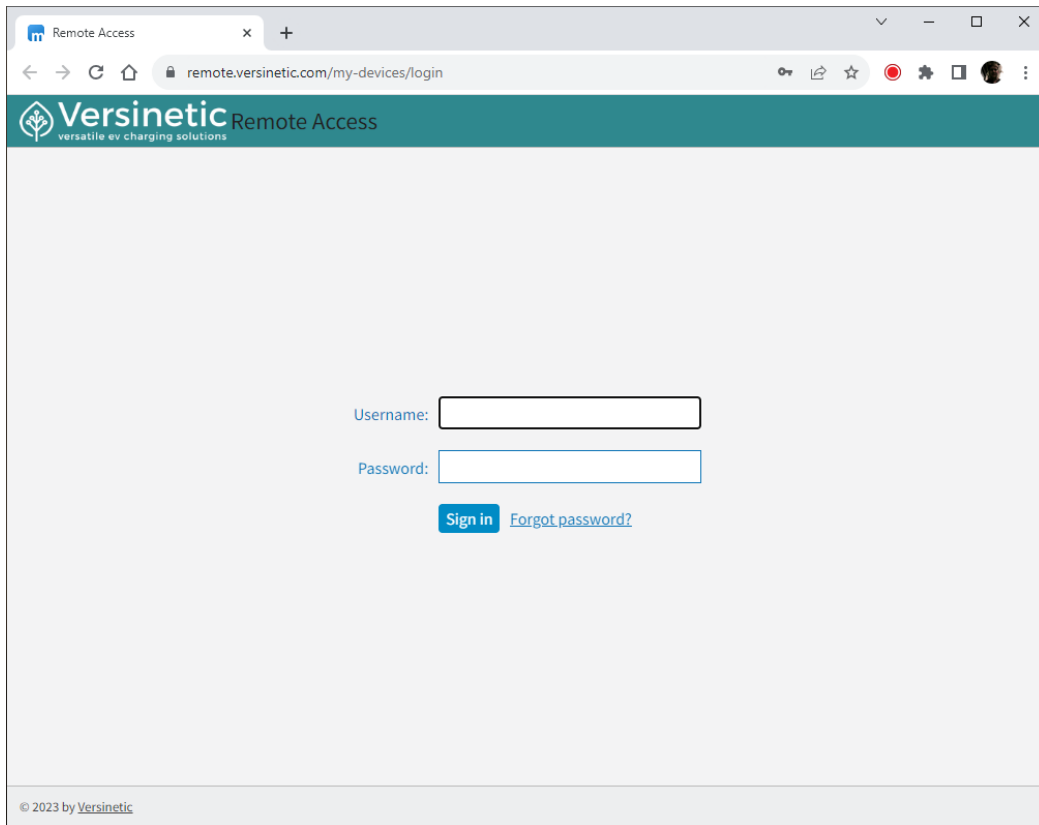 Remote Access
remote.versinetic.com/my-devices/login
Versinetic Remote Access
versatile ev charging solutions
Username:
Password:
Sign in Forgot password?
© 2023 by Versinetic